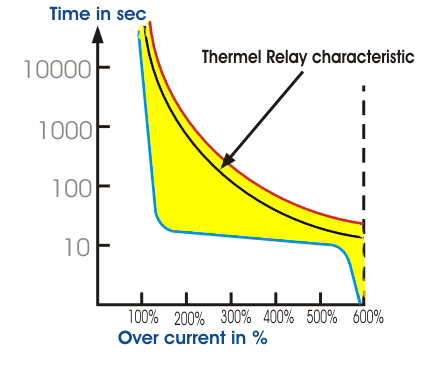 Time in sec
Thermel Relay characteristic
10000
1000
100
10
100% 200% 300% 400% 500% 600%
Over current in %